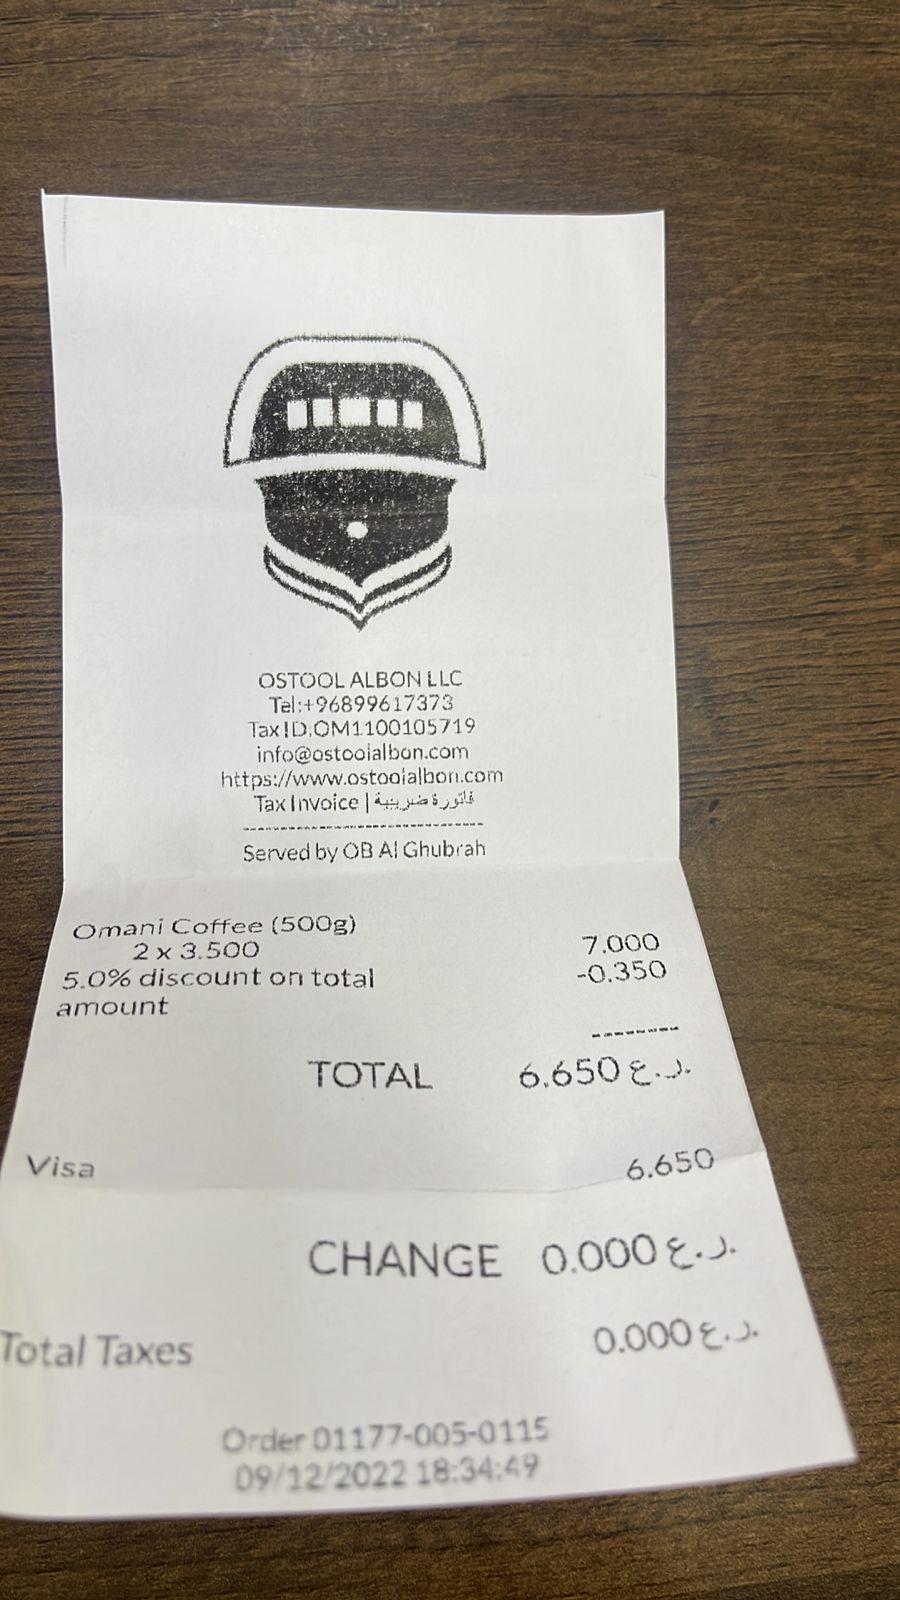 OSTOOL ALBON LLC
Tel:+96899617373
Tax ID:OM1100105719
info@ostoolalbon.com
https://www.ostoolalbon.com
Tax Invoice | فاتورة ضريبية
--------------------------------
Served by OB Al Ghubrah
Omani Coffee (500g)
2 x 3.500 7.000
5.0% discount on total -0.350
amount
--------
TOTAL 6.650 ر.ع.
Visa 6.650
CHANGE 0.000 ر.ع.
Total Taxes 0.000 ر.ع.
Order 01177-005-0115
09/12/2022 18:34:49